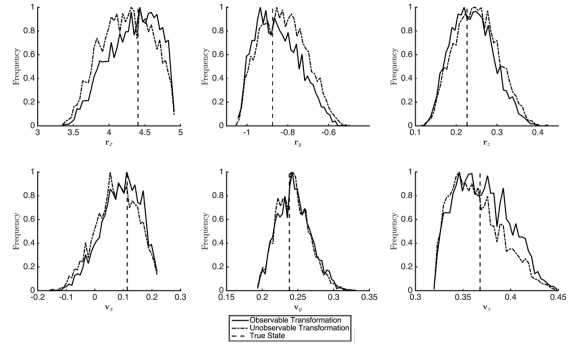 1
0.8
0.6
0.4
0.2
0
Frequency
3 3.5 4 4.5 5
r_x
1
0.8
0.6
0.4
0.2
0
Frequency
-1 -0.8 -0.6
r_y
1
0.8
0.6
0.4
0.2
0
Frequency
0.1 0.2 0.3 0.4
r_z
1
0.8
0.6
0.4
0.2
0
Frequency
-0.2 -0.1 0 0.1 0.2 0.3
v_x
1
0.8
0.6
0.4
0.2
0
Frequency
0.15 0.2 0.25 0.3 0.35
v_y
1
0.8
0.6
0.4
0.2
0
Frequency
0.3 0.35 0.4 0.45
v_z
Observable Transformation
Unobservable Transformation
True State